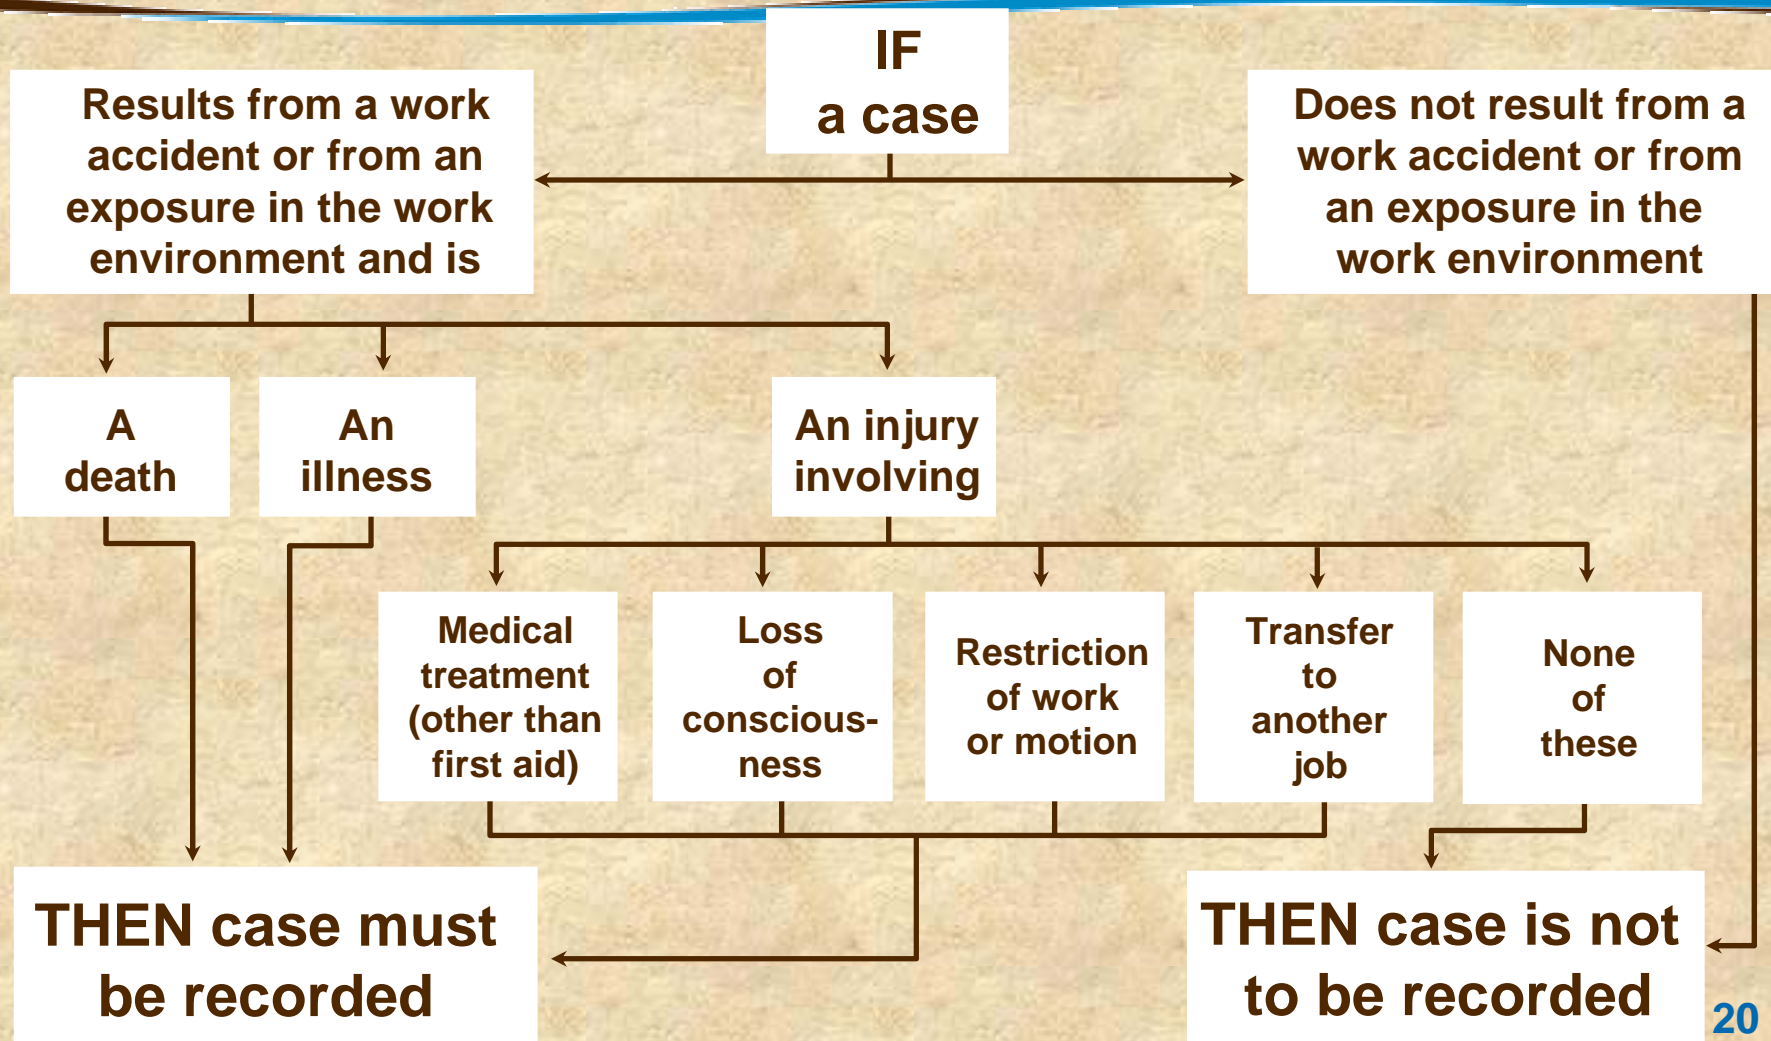 IF
a case
Results from a work
accident or from an
exposure in the work
environment and is
Does not result from a
work accident or from
an exposure in the
work environment
A
death
An
illness
An injury
involving
Medical
treatment
(other than
first aid)
Loss
of
conscious-
ness
Restriction
of work
or motion
Transfer
to
another
job
None
of
these
THEN case must
be recorded
THEN case is not
to be recorded
20